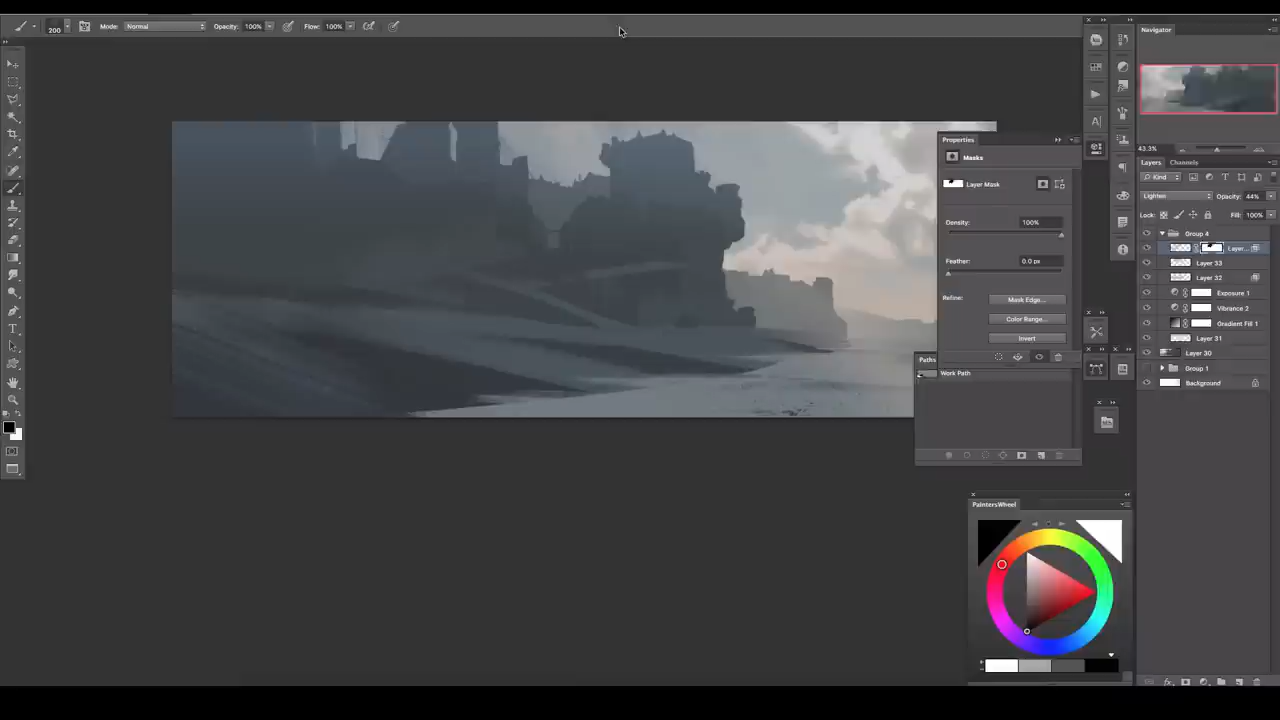 200 Mode: Normal Opacity: 100% Flow: 100%
Navigator
43.3%
Layers Channels
Kind
Lighten Opacity: 44%
Lock: Fill: 100%
Group 4
Layer...
Layer 33
Layer 32
Exposure 1
Vibrance 2
Gradient Fill 1
Layer 31
Layer 30
Group 1
Background
Properties
Masks
Layer Mask
Density: 100%
Feather: 0.0 px
Refine: Mask Edge...
Color Range...
Invert
Paths
Work Path
PaintersWheel